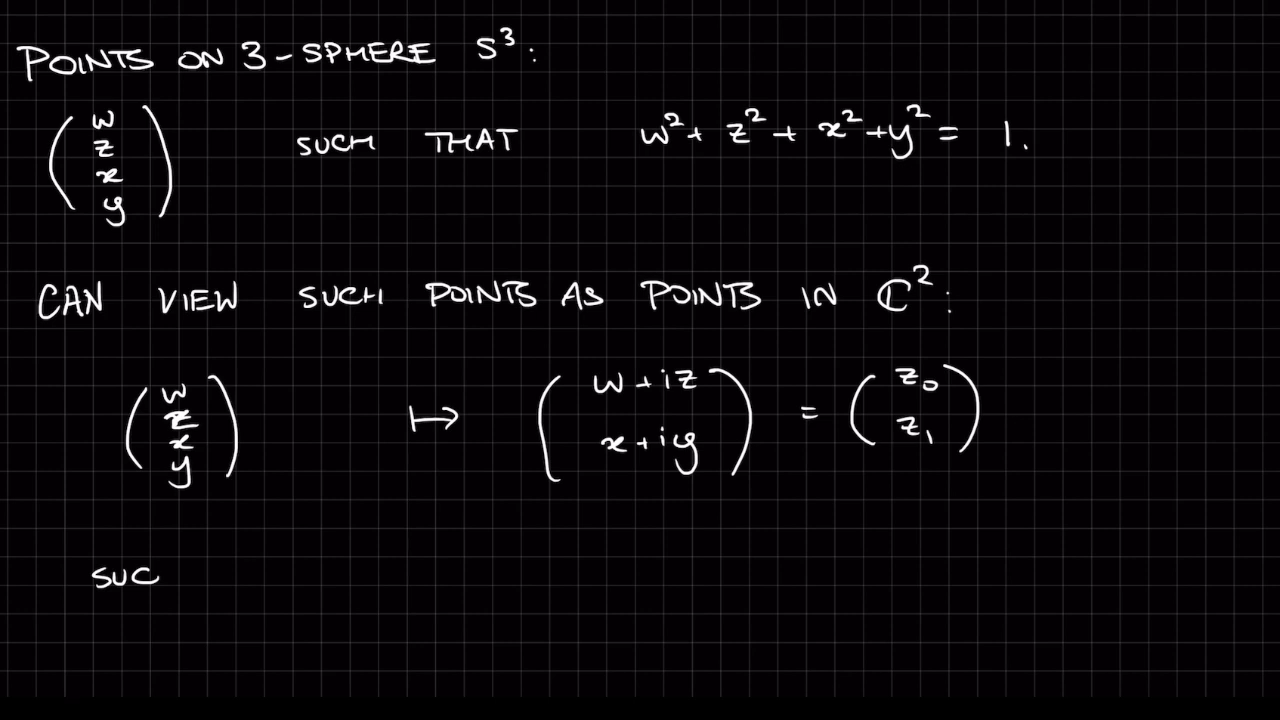 POINTS ON 3-SPHERE S³:
(w z x y) SUCH THAT w² + z² + x² + y² = 1.
CAN VIEW SUCH POINTS AS POINTS IN ℂ²:
(w z x y) ↦ (w + iz x + iy) = (z₀ z₁)
SUC